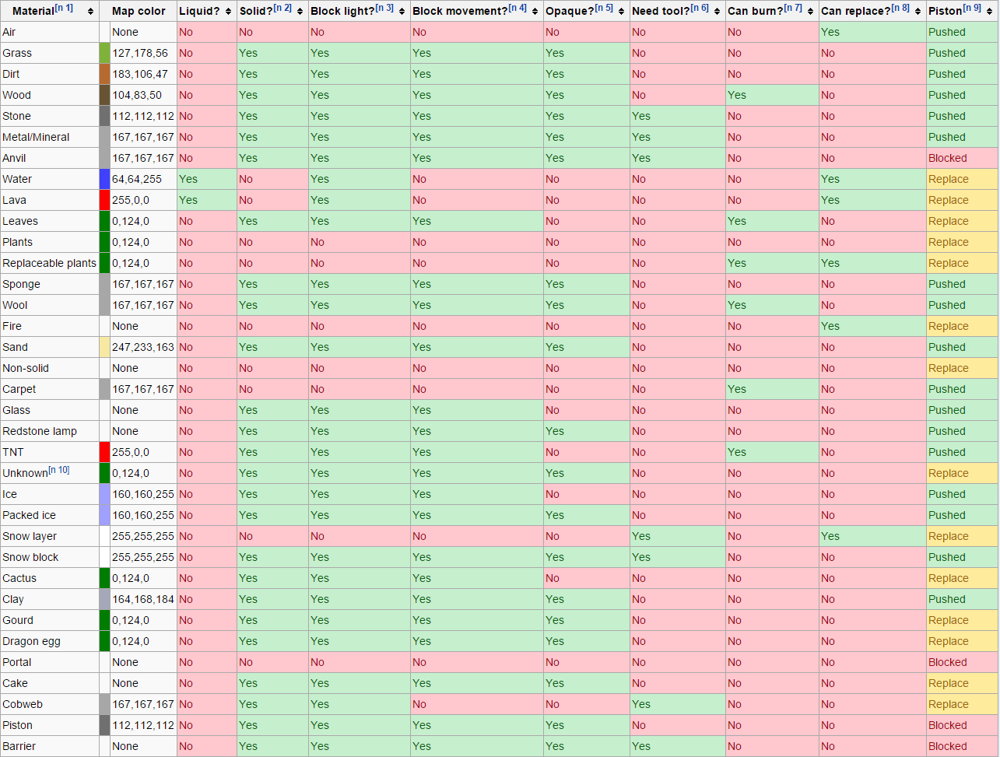 Material[n 1] Map color Liquid? Solid?[n 2] Block light?[n 3] Block movement?[n 4] Opaque?[n 5] Need tool?[n 6] Can burn?[n 7] Can replace?[n 8] Piston[n 9]
Air None No No No No No No No Yes Pushed
Grass 127,178,56 No Yes Yes Yes Yes No No No Pushed
Dirt 183,106,47 No Yes Yes Yes Yes No No No Pushed
Wood 104,83,50 No Yes Yes Yes Yes No Yes No Pushed
Stone 112,112,112 No Yes Yes Yes Yes Yes No No Pushed
Metal/Mineral 167,167,167 No Yes Yes Yes Yes Yes No No Pushed
Anvil 167,167,167 No Yes Yes Yes Yes Yes No No Blocked
Water 64,64,255 Yes No Yes No No No No Yes Replace
Lava 255,0,0 Yes No Yes No No No No Yes Replace
Leaves 0,124,0 No Yes Yes Yes No No Yes No Replace
Plants 0,124,0 No No No No No No No No Replace
Replaceable plants 0,124,0 No No No No No No Yes Yes Replace
Sponge 167,167,167 No Yes Yes Yes Yes No No No Pushed
Wool 167,167,167 No Yes Yes Yes Yes No Yes No Pushed
Fire None No No No No No No No Yes Replace
Sand 247,233,163 No Yes Yes Yes Yes No No No Pushed
Non-solid None No No No No No No No No Replace
Carpet 167,167,167 No No No No No No Yes No Pushed
Glass None No Yes Yes Yes No No No No Pushed
Redstone lamp None No Yes Yes Yes Yes No No No Pushed
TNT 255,0,0 No Yes Yes Yes No No Yes No Pushed
Unknown[n 10] 0,124,0 No Yes Yes Yes Yes No No No Replace
Ice 160,160,255 No Yes Yes Yes No No No No Pushed
Packed ice 160,160,255 No Yes Yes Yes Yes No No No Pushed
Snow layer 255,255,255 No No No No No Yes No Yes Replace
Snow block 255,255,255 No Yes Yes Yes Yes Yes No No Pushed
Cactus 0,124,0 No Yes Yes Yes No No No No Replace
Clay 164,168,184 No Yes Yes Yes Yes No No No Pushed
Gourd 0,124,0 No Yes Yes Yes Yes No No No Replace
Dragon egg 0,124,0 No Yes Yes Yes Yes No No No Replace
Portal None No No No No No No No No Blocked
Cake None No Yes Yes Yes Yes No No No Replace
Cobweb 167,167,167 No Yes Yes No No Yes No No Replace
Piston 112,112,112 No Yes Yes Yes Yes No No No Blocked
Barrier None No Yes Yes Yes Yes Yes No No Blocked